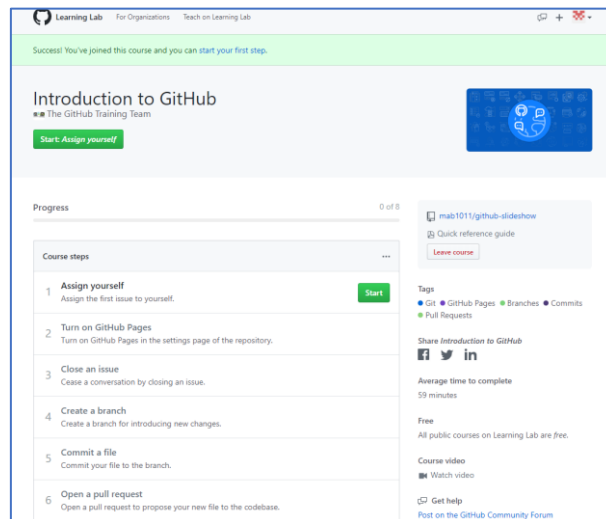 Learning Lab For Organizations Teach on Learning Lab
Success! You've joined this course and you can start your first step.
Introduction to GitHub
The GitHub Training Team
Start: Assign yourself
Progress 0 of 8
Course steps
1 Assign yourself
Assign the first issue to yourself.
Start
2 Turn on GitHub Pages
Turn on GitHub Pages in the settings page of the repository.
3 Close an issue
Cease a conversation by closing an issue.
4 Create a branch
Create a branch for introducing new changes.
5 Commit a file
Commit your file to the branch.
6 Open a pull request
Open a pull request to propose your new file to the codebase.
mab1011/github-slideshow
Quick reference guide
Leave course
Tags
Git GitHub Pages Branches Commits
Pull Requests
Share Introduction to GitHub
Average time to complete
59 minutes
Free
All public courses on Learning Lab are free.
Course video
Watch video
Get help
Post on the GitHub Community Forum